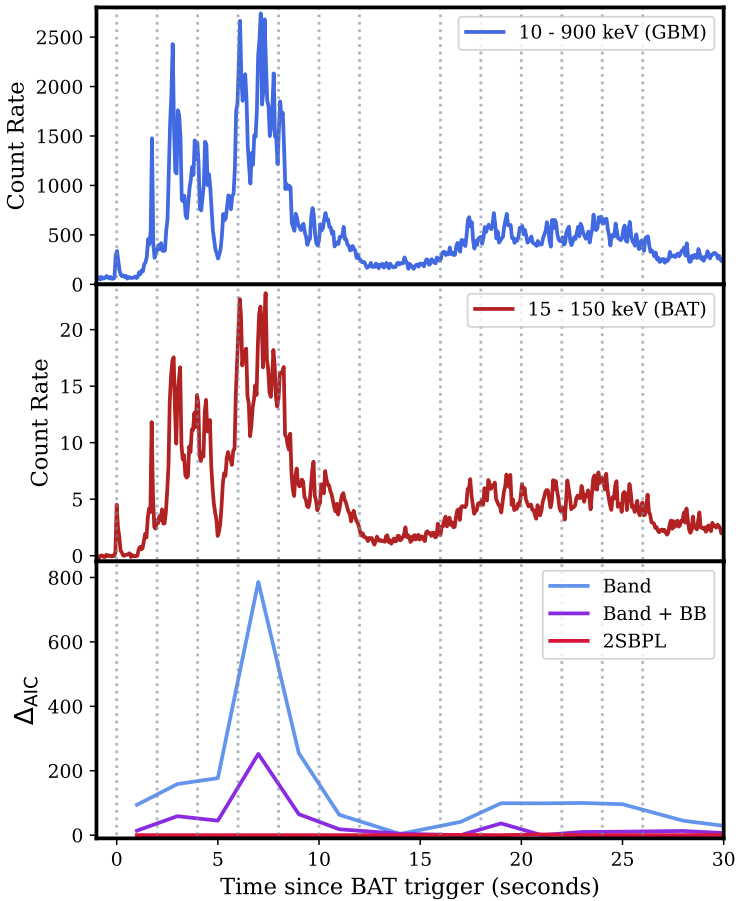 10 - 900 keV (GBM)
Count Rate
2500
2000
1500
1000
500
0
15 - 150 keV (BAT)
Count Rate
20
15
10
5
0
Band
Band + BB
2SBPL
Δ_AIC
800
600
400
200
0
0 5 10 15 20 25 30
Time since BAT trigger (seconds)